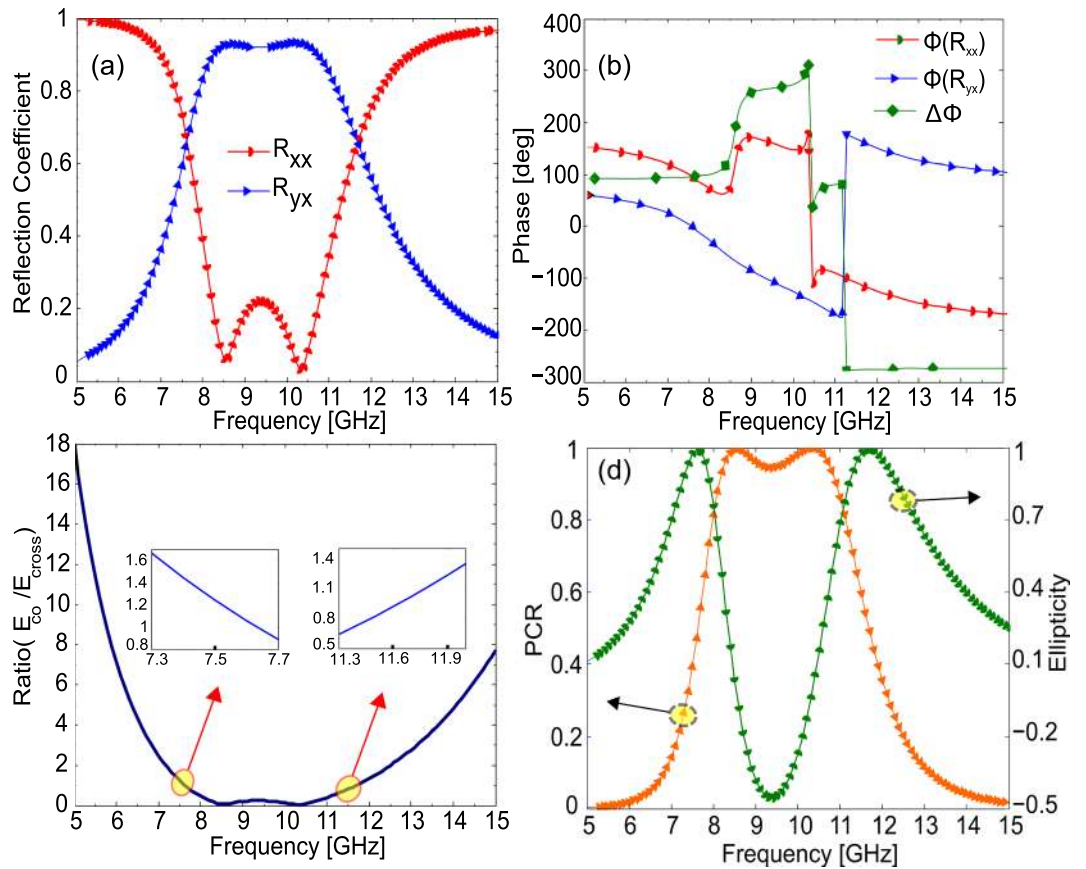 (a)
Reflection Coefficient
1
0.8
0.6
0.4
0.2
0
R_xx
R_yx
5 6 7 8 9 10 11 12 13 14 15
Frequency [GHz]
(b)
Phase [deg]
400
300
200
100
0
−100
−200
−300
Φ(R_xx)
Φ(R_yx)
ΔΦ
5 6 7 8 9 10 11 12 13 14 15
Frequency [GHz]
Ratio( E_co /E_cross)
18
16
14
12
10
8
6
4
2
0
1.6
1.4
1.2
1
0.8
7.3 7.5 7.7
1.4
1.1
0.8
0.5
11.3 11.6 11.9
5 6 7 8 9 10 11 12 13 14 15
Frequency [GHz]
(d)
PCR
1
0.8
0.6
0.4
0.2
0
Ellipticity
1
0.7
0.4
0.1
−0.2
−0.5
5 6 7 8 9 10 11 12 13 14 15
Frequency [GHz]